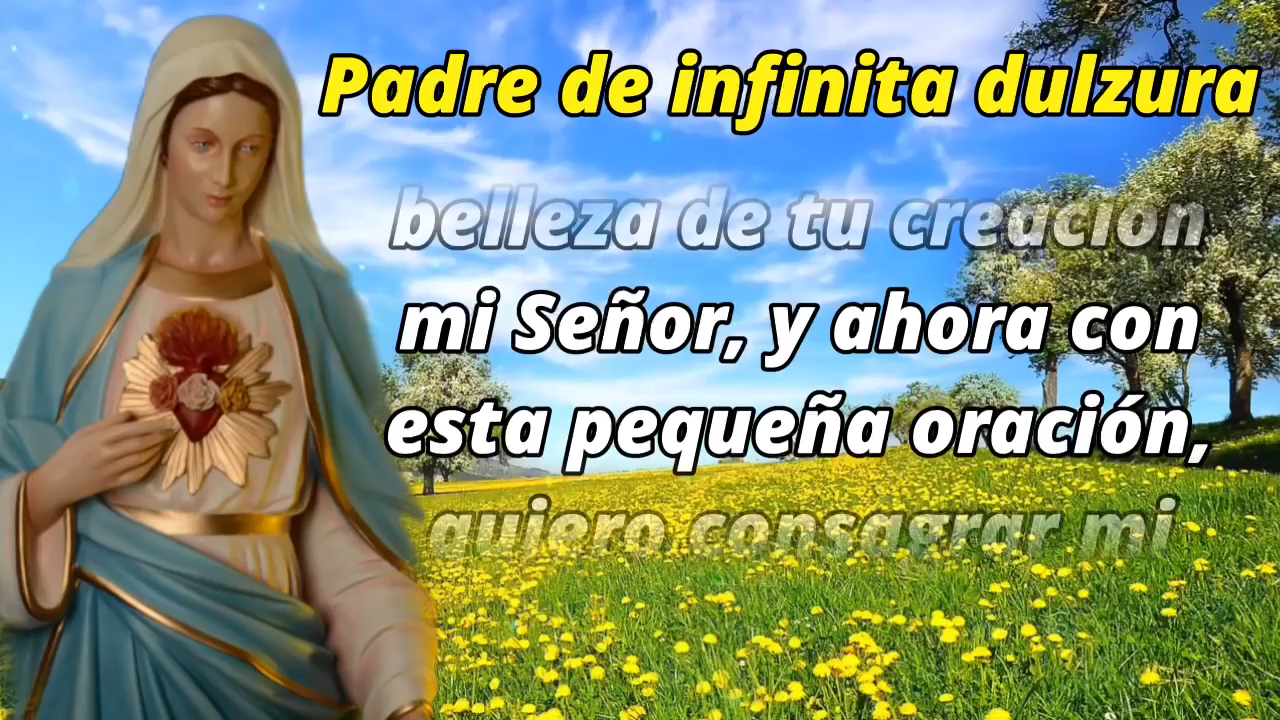 Padre de infinita dulzura
belleza de tu creacion
mi Señor, y ahora con
esta pequeña oración,
quiero consagrar mi